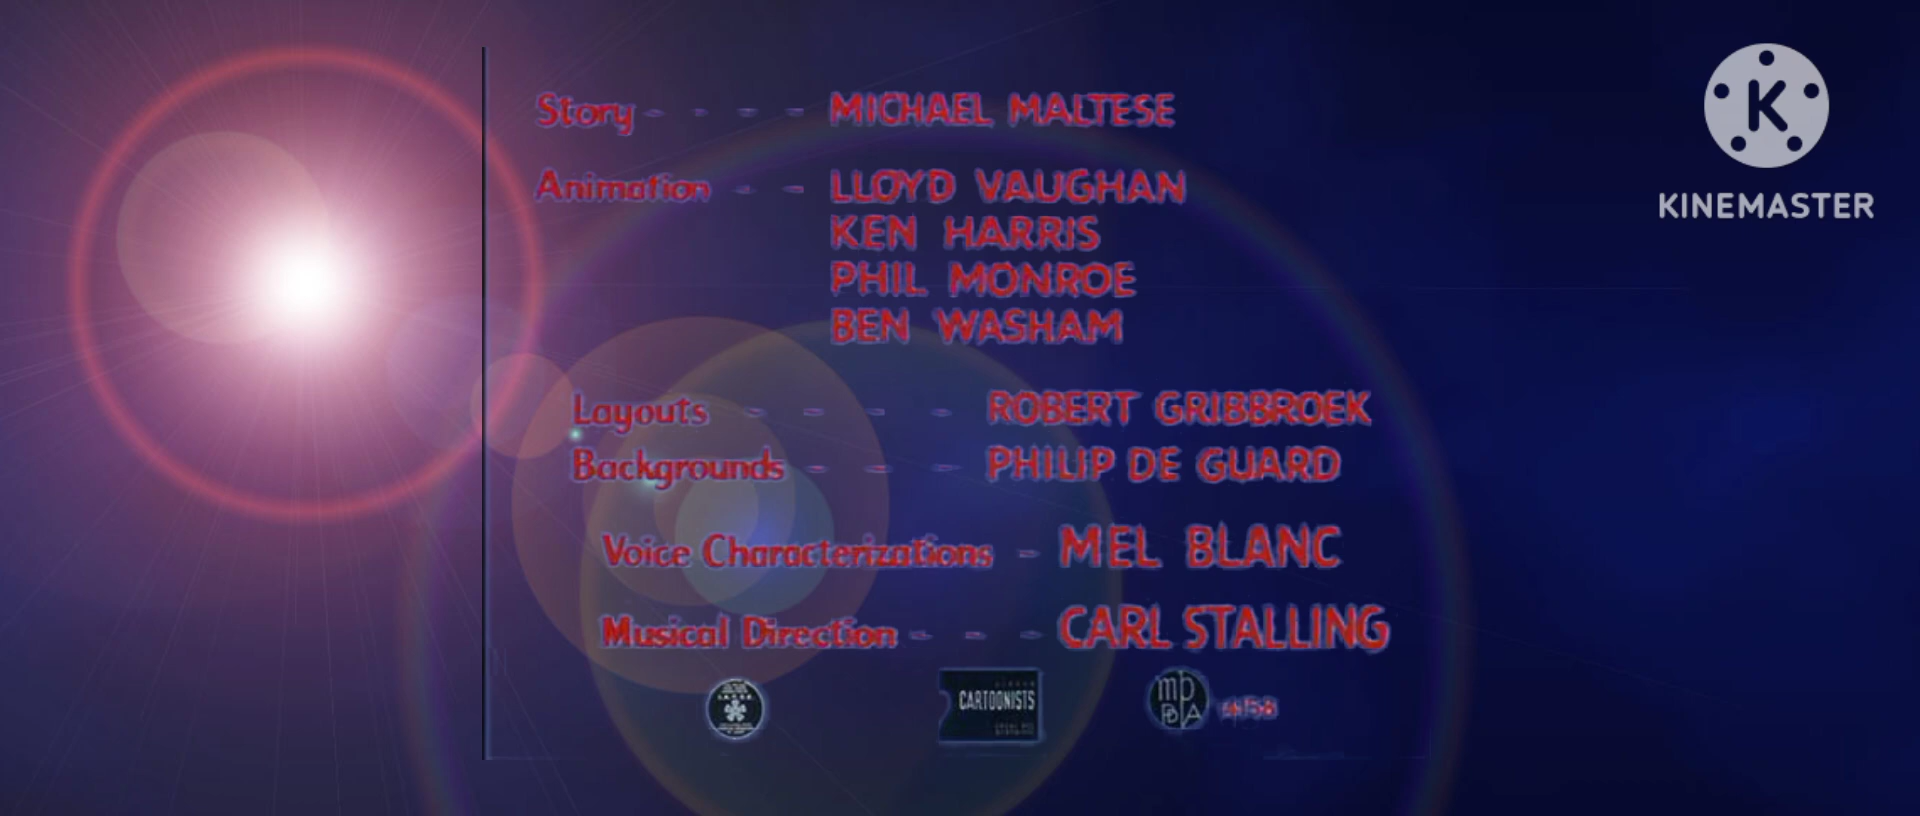 Story - - - - MICHAEL MALTESE
Animation - - LLOYD VAUGHAN
KEN HARRIS
PHIL MONROE
BEN WASHAM
Layouts - - - - ROBERT GRIBBROEK
Backgrounds - - - PHILIP DE GUARD
Voice Characterizations - MEL BLANC
Musical Direction - - - CARL STALLING
CARTOONISTS
K
KINEMASTER